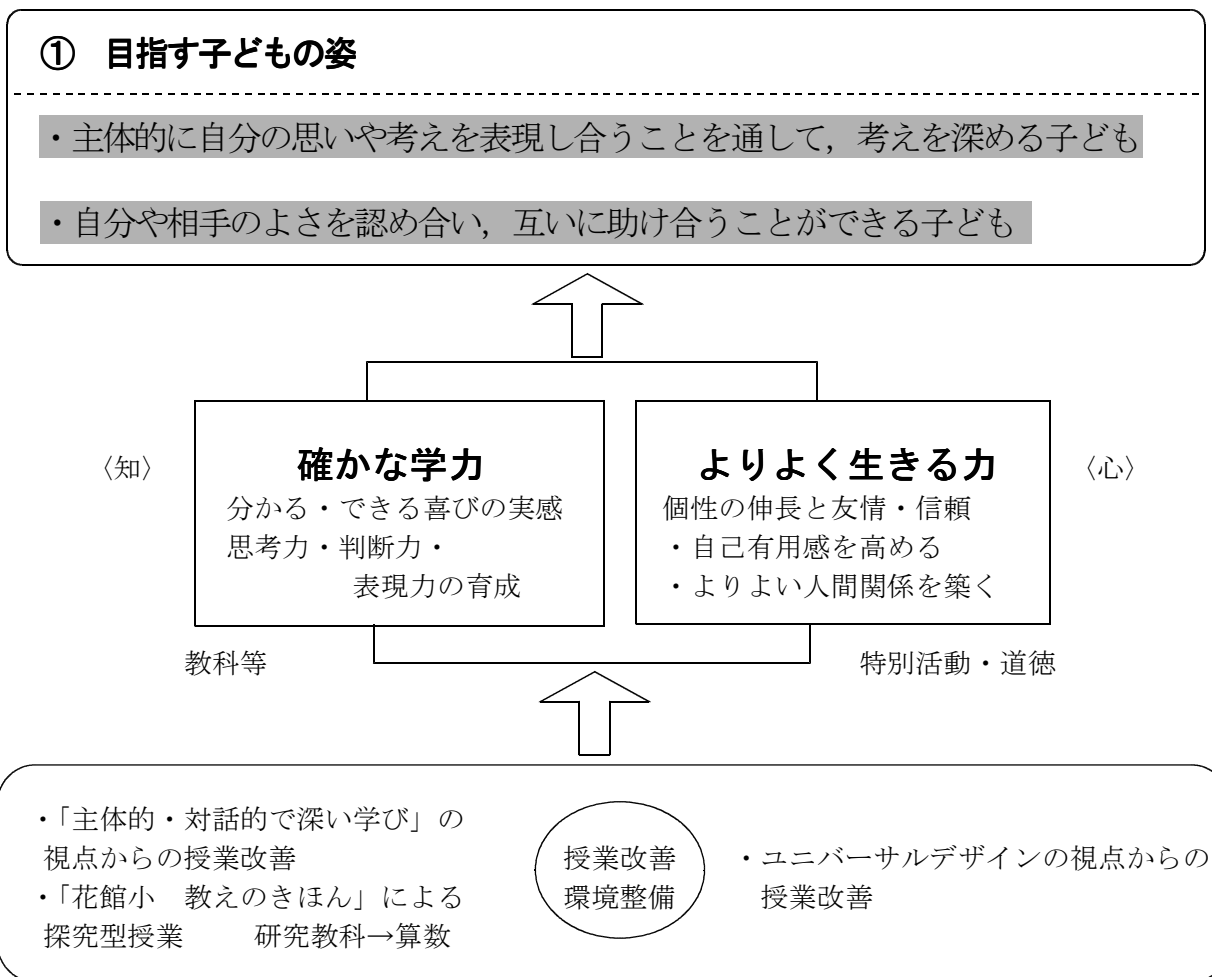 ① 目指す子どもの姿
・主体的に自分の思いや考えを表現し合うことを通して，考えを深める子ども
・自分や相手のよさを認め合い，互いに助け合うことができる子ども
〈知〉
確かな学力
分かる・できる喜びの実感
思考力・判断力・
表現力の育成
よりよく生きる力
個性の伸長と友情・信頼
・自己有用感を高める
・よりよい人間関係を築く
〈心〉
教科等
特別活動・道徳
・「主体的・対話的で深い学び」の
視点からの授業改善
・「花館小　教えのきほん」による
探究型授業　　研究教科→算数
授業改善
環境整備
・ユニバーサルデザインの視点からの
授業改善